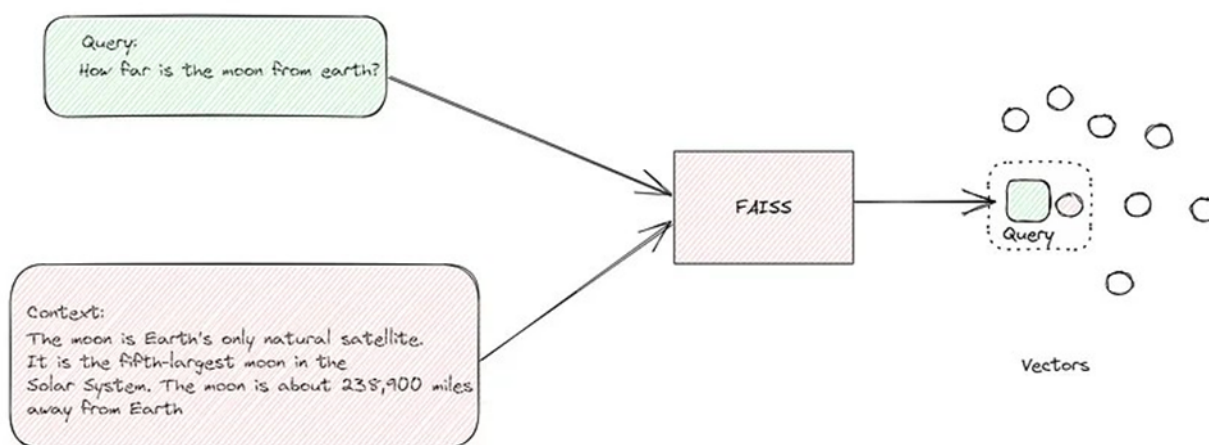 Query:
How far is the moon from earth?
FAISS
Query
Context:
The moon is Earth's only natural satellite.
It is the fifth-largest moon in the
Solar System. The moon is about 238,900 miles
away from Earth
Vectors